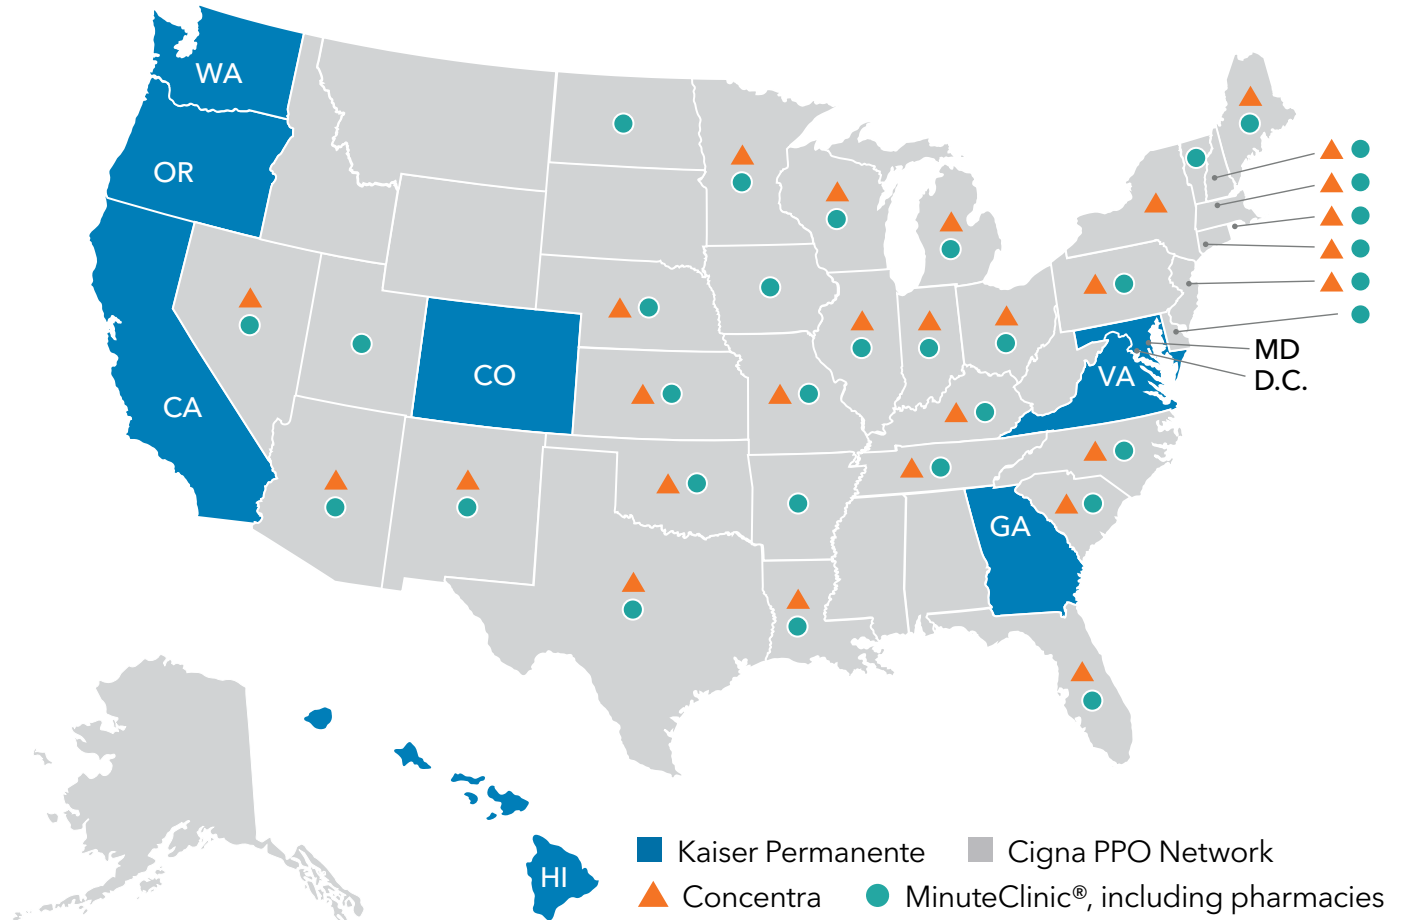 WA
OR
CA
CO
MD
D.C.
VA
GA
HI
Kaiser Permanente
Cigna PPO Network
Concentra
MinuteClinic®, including pharmacies